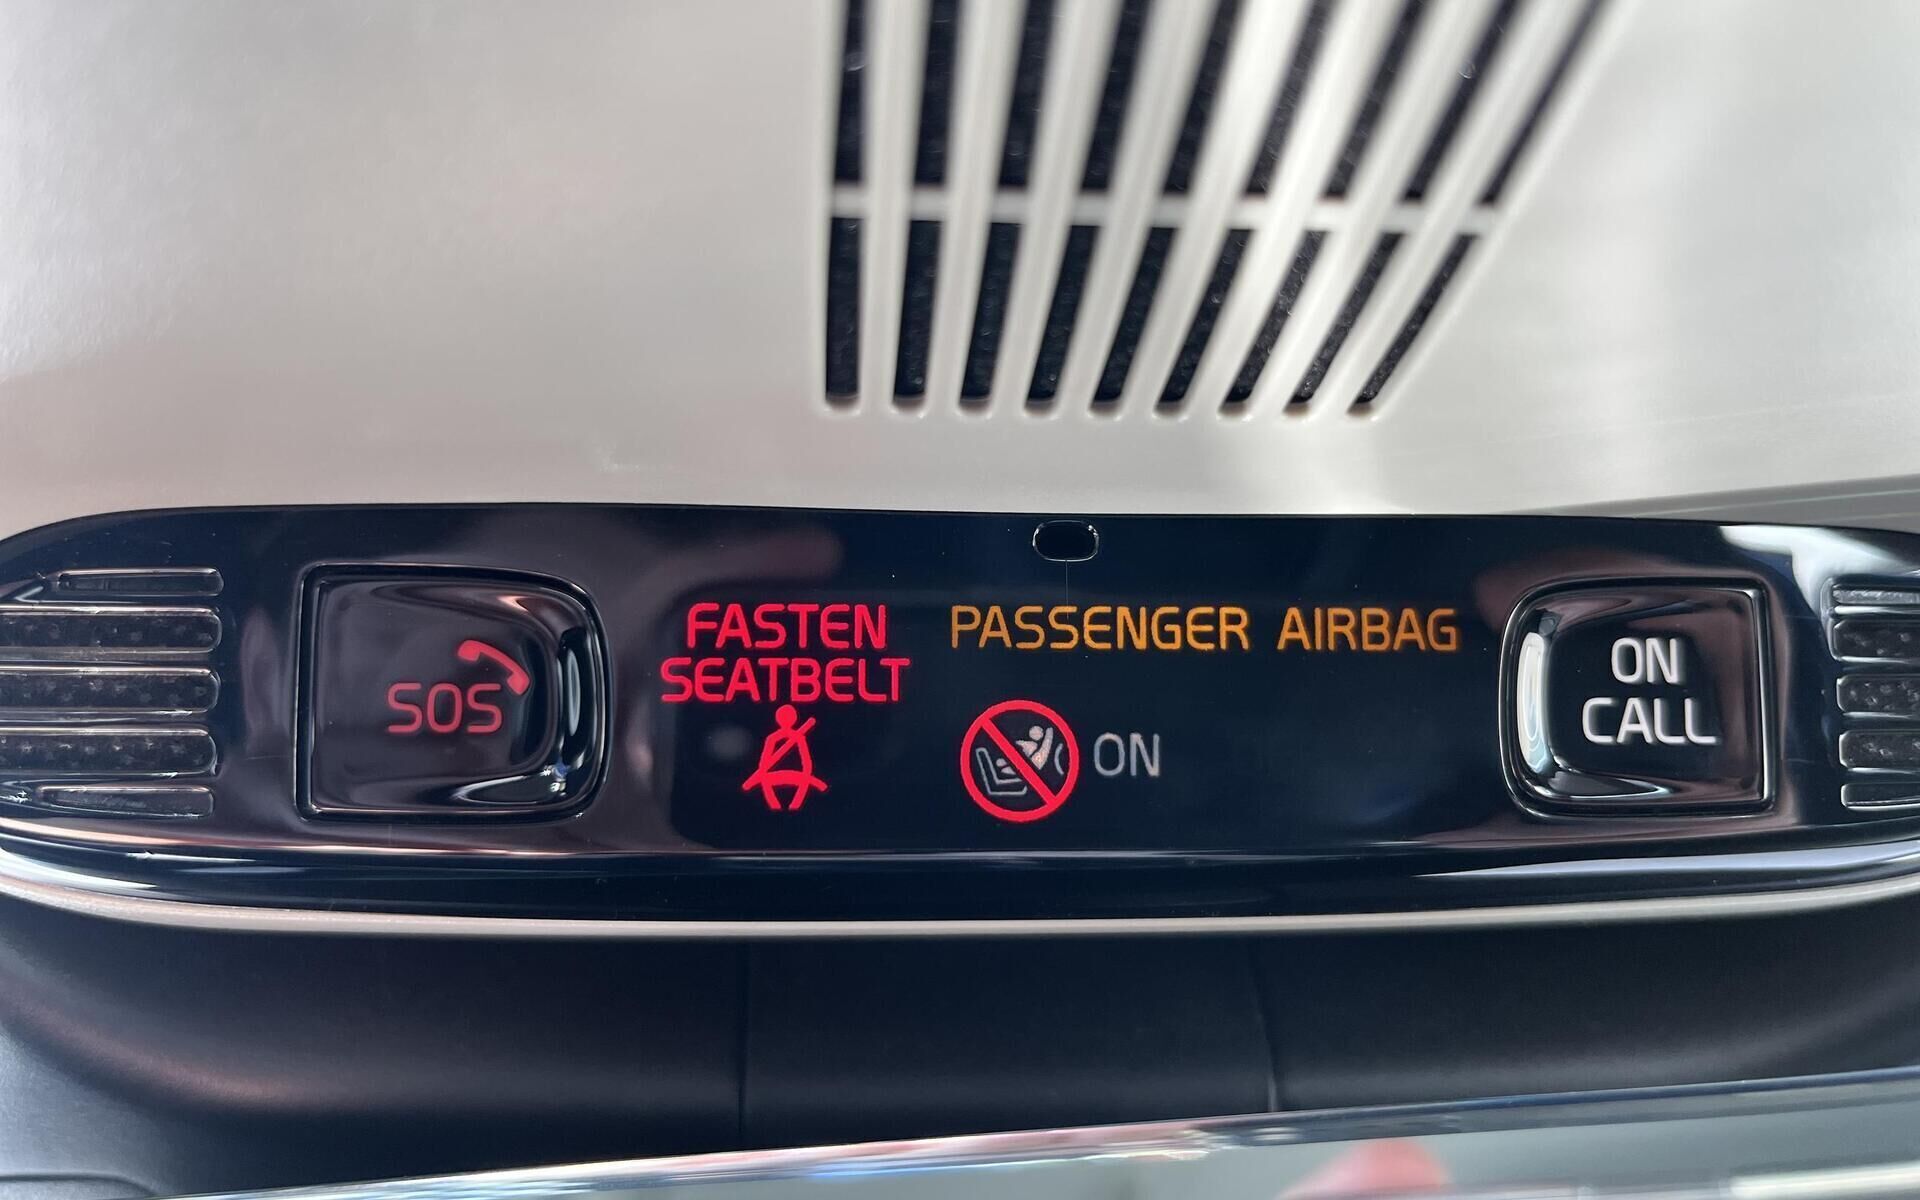 SOS
FASTEN
SEATBELT
PASSENGER AIRBAG
ON
ON
CALL